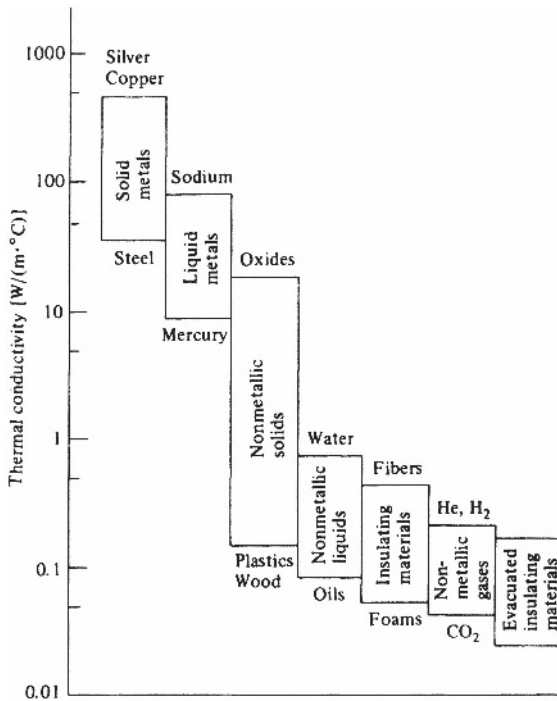 Thermal conductivity [W/(m·°C)]
1000
100
10
1
0.1
0.01
Silver
Copper
Solid
metals
Steel
Sodium
Liquid
metals
Mercury
Oxides
Nonmetallic
solids
Plastics
Wood
Water
Nonmetallic
liquids
Oils
Fibers
Insulating
materials
Foams
He, H₂
Non-
metallic
gases
CO₂
Evacuated
insulating
materials